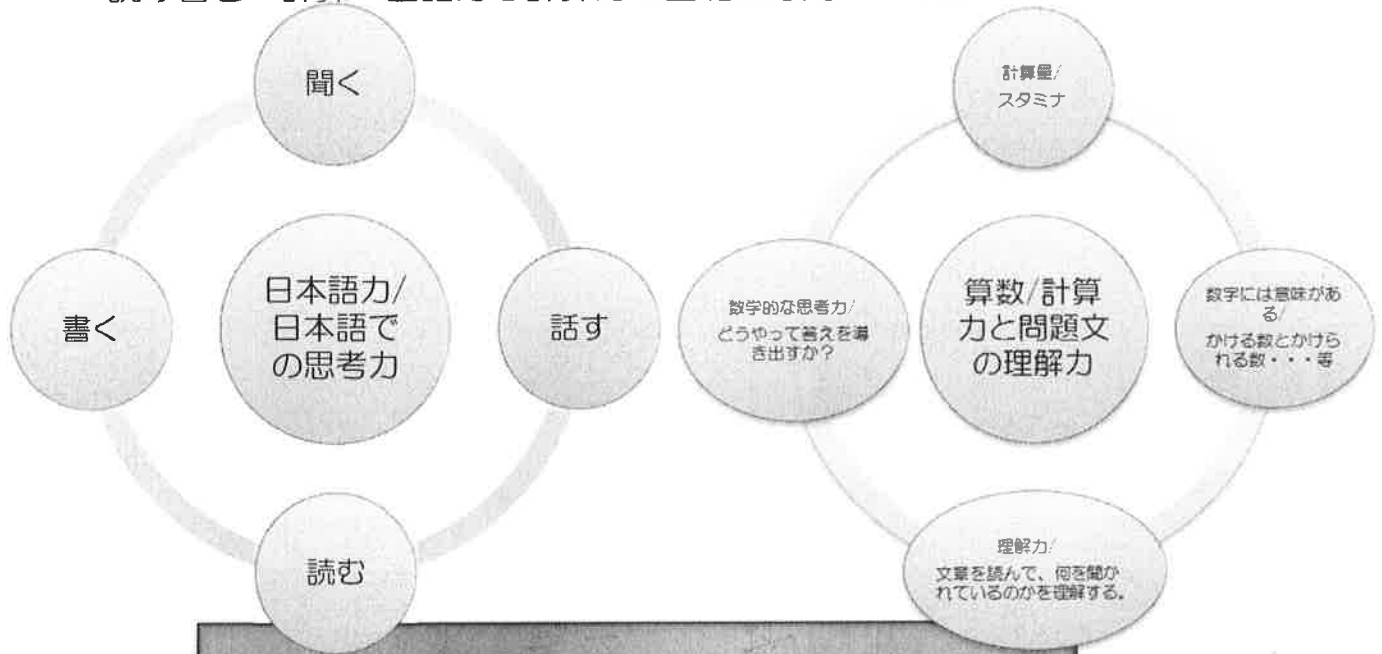 聞く
書く
日本語力/
日本語で
の思考力
話す
読む
計算量/
スタミナ
数学的な思考力/
どうやって答えを導
き出すか?
算数/計算
力と問題文
の理解力
数字には意味があ
る/
かける数とかけら
れる数・・・等
理解力/
文章を読んで、何を聞か
れているのかを理解する。